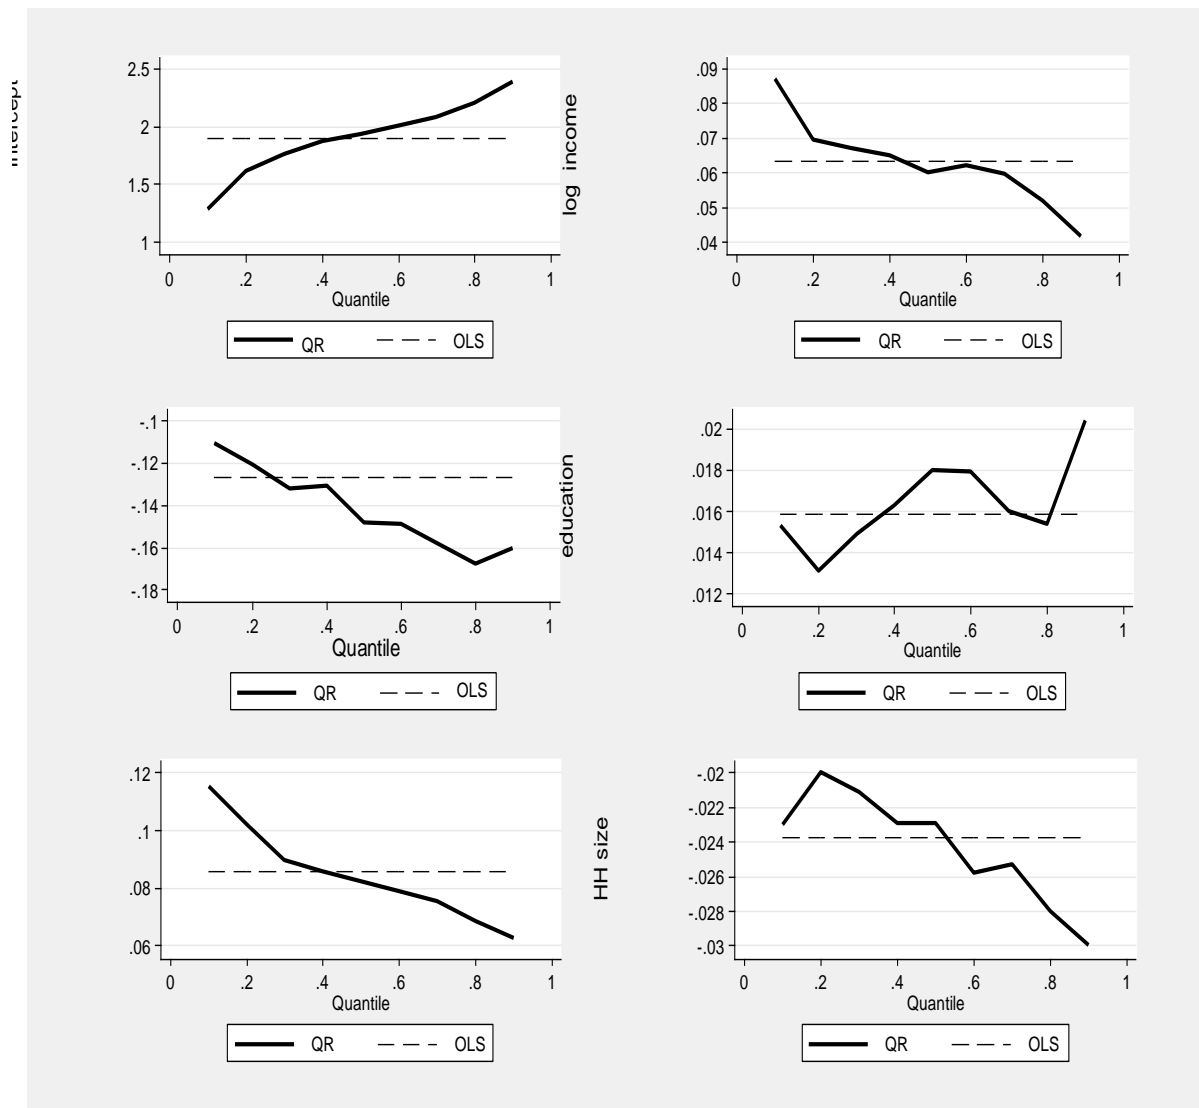 Intercept
2.5
2
1.5
1
0 .2 .4 .6 .8 1
Quantile
QR OLS
log income
.09
.08
.07
.06
.05
.04
0 .2 .4 .6 .8 1
Quantile
QR OLS
-.1
-.12
-.14
-.16
-.18
0 .2 .4 .6 .8 1
Quantile
QR OLS
education
.02
.018
.016
.014
.012
0 .2 .4 .6 .8 1
Quantile
QR OLS
.12
.1
.08
.06
0 .2 .4 .6 .8 1
Quantile
QR OLS
HH size
-.02
-.022
-.024
-.026
-.028
-.03
0 .2 .4 .6 .8 1
Quantile
QR OLS